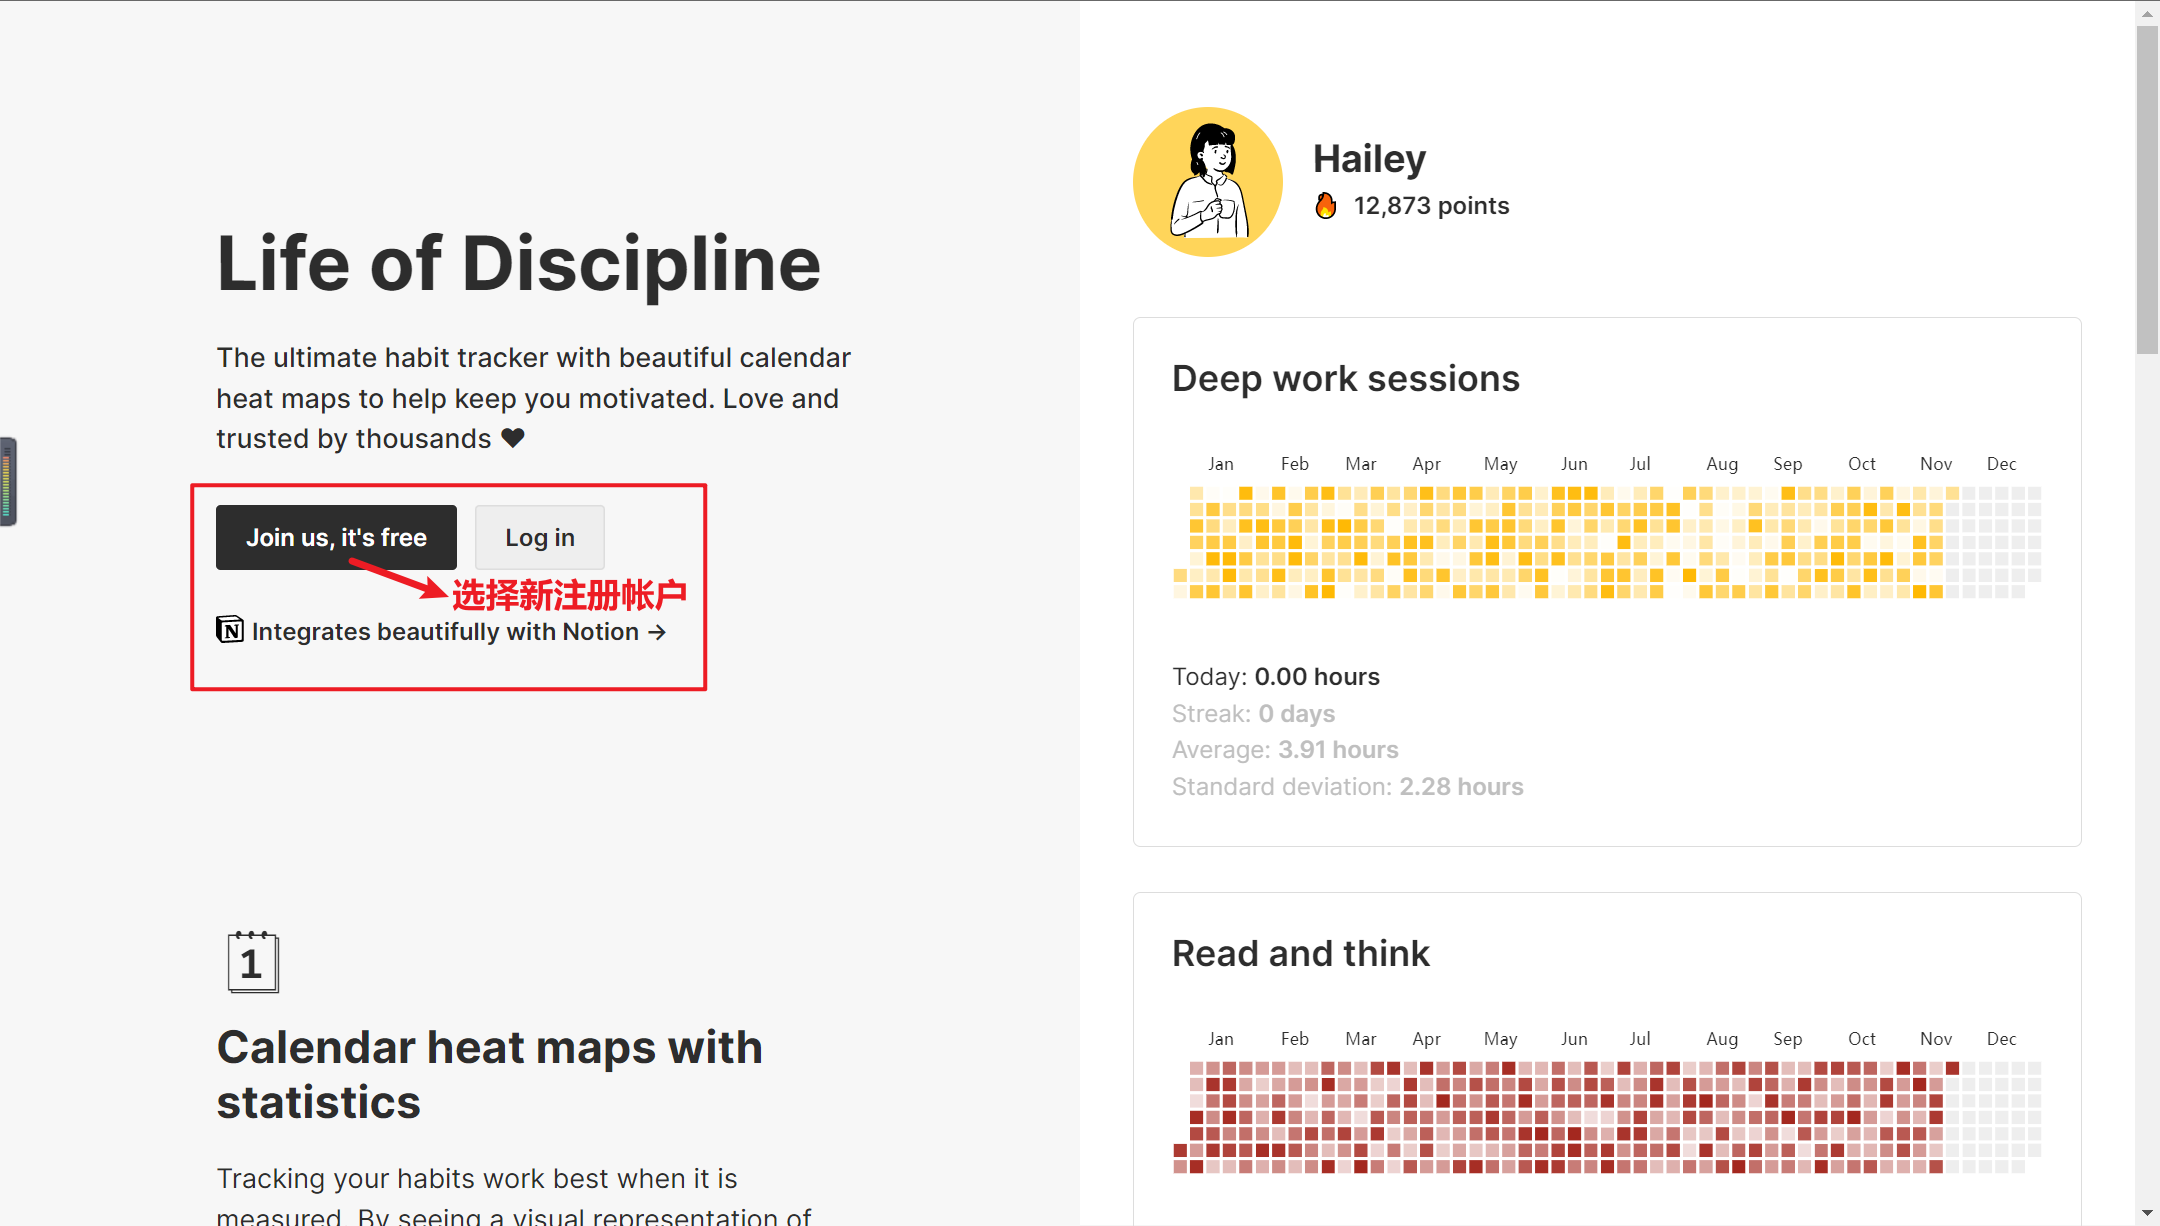 Life of Discipline
The ultimate habit tracker with beautiful calendar
heat maps to help keep you motivated. Love and
trusted by thousands ♥
Join us, it's free
Log in
选择新注册帐户
Integrates beautifully with Notion →
1
Calendar heat maps with
statistics
Tracking your habits work best when it is
measured. By seeing a visual representation of
Hailey
12,873 points
Deep work sessions
Jan Feb Mar Apr May Jun Jul Aug Sep Oct Nov Dec
Today: 0.00 hours
Streak: 0 days
Average: 3.91 hours
Standard deviation: 2.28 hours
Read and think
Jan Feb Mar Apr May Jun Jul Aug Sep Oct Nov Dec